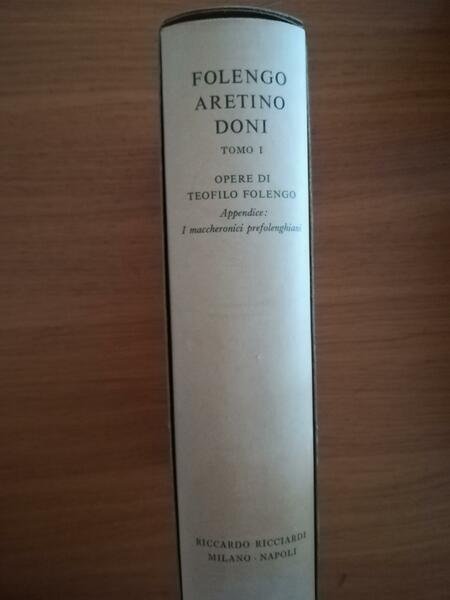 FOLENGO
ARETINO
DONI
TOMO I
OPERE DI
TEOFILO FOLENGO
Appendice:
I maccheronici prefolenghiani
RICCARDO RICCIARDI
MILANO · NAPOLI